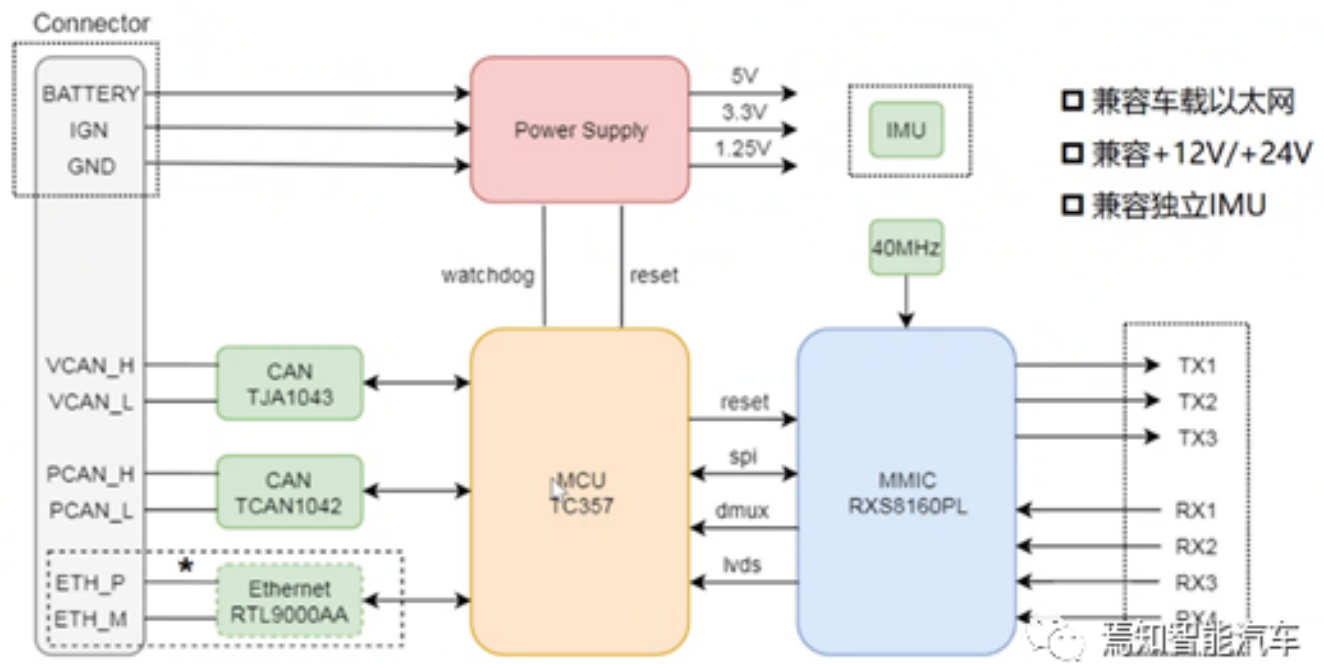 Connector
BATTERY
IGN
GND
Power Supply
5V
3.3V
1.25V
IMU
兼容车载以太网
兼容+12V/+24V
兼容独立IMU
40MHz
watchdog
reset
VCAN_H
VCAN_L
CAN
TJA1043
PCAN_H
PCAN_L
CAN
TCAN1042
*
ETH_P
ETH_M
Ethernet
RTL9000AA
MCU
TC357
reset
spi
dmux
lvds
MMIC
RXS8160PL
TX1
TX2
TX3
RX1
RX2
RX3
RX4
焉知智能汽车